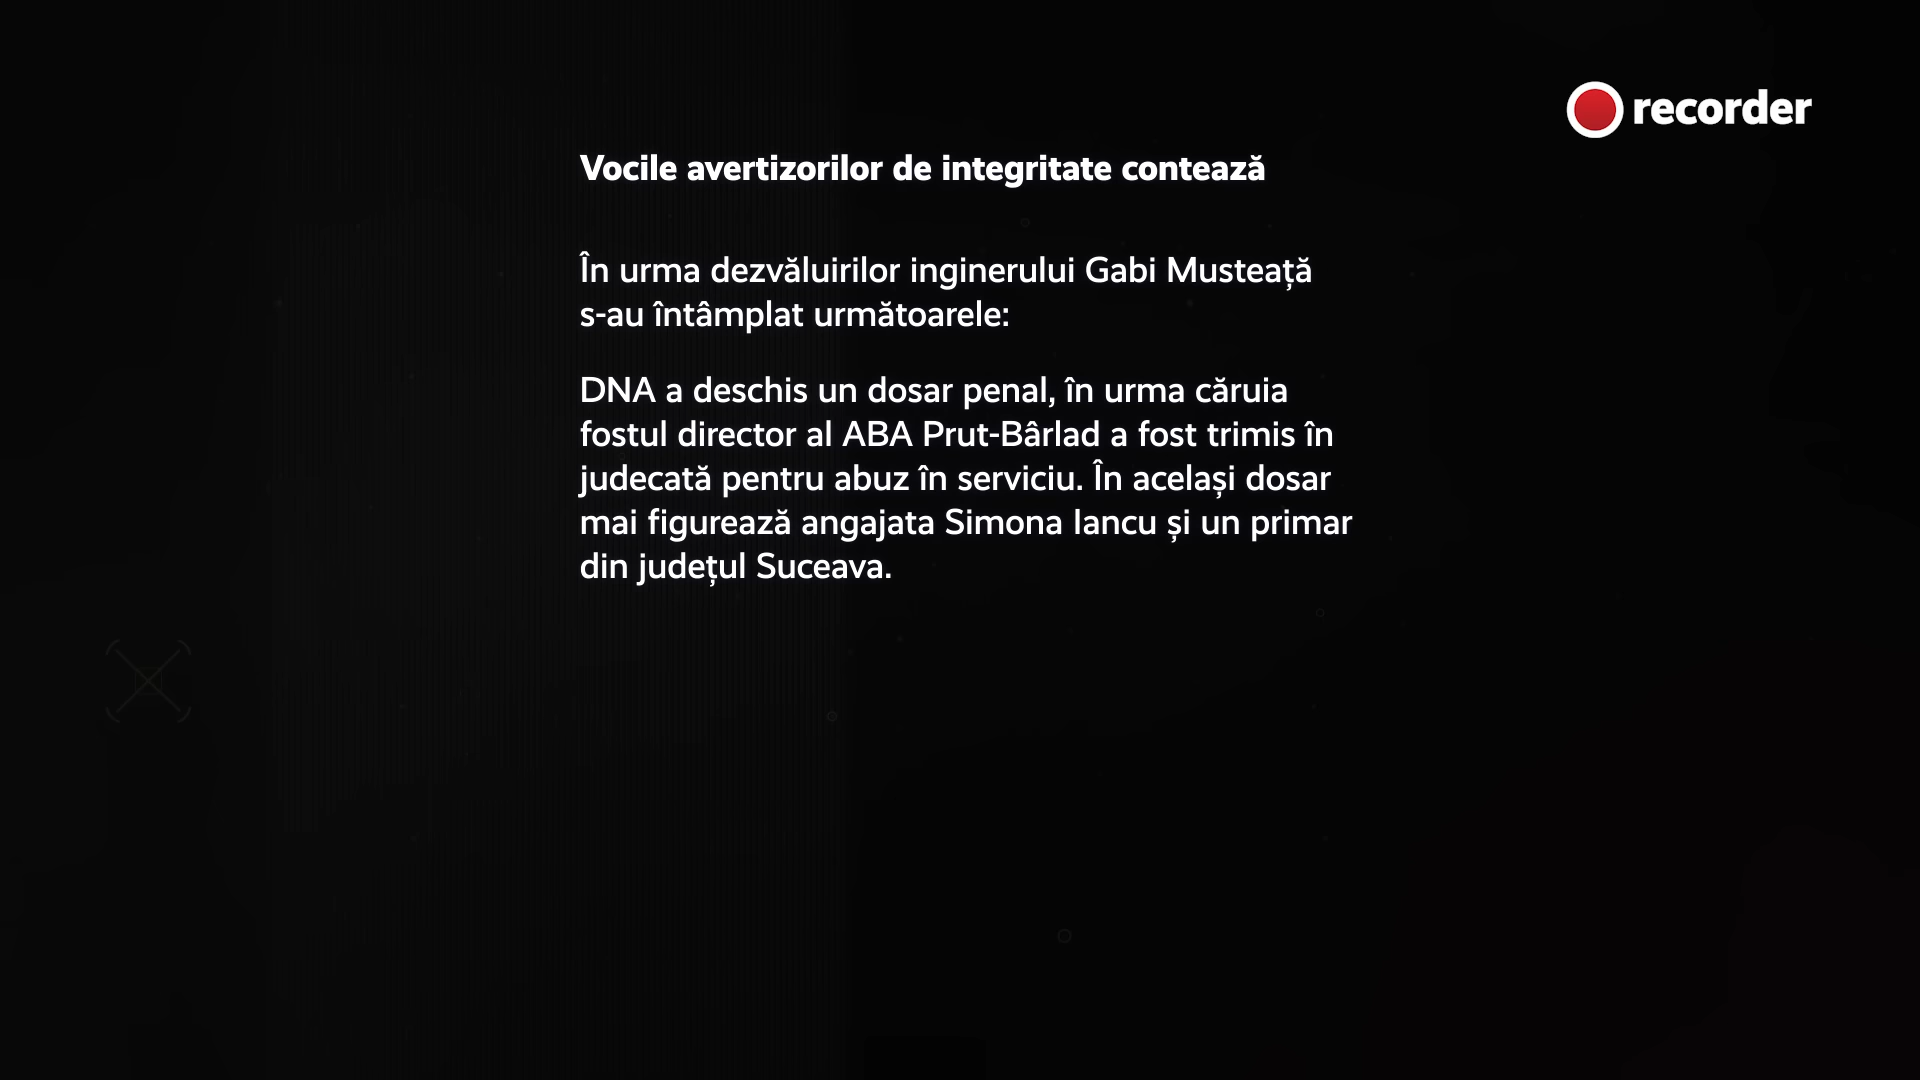 recorder
Vocile avertizorilor de integritate contează
În urma dezvăluirilor inginerului Gabi Musteață
s-au întâmplat următoarele:
DNA a deschis un dosar penal, în urma căruia
fostul director al ABA Prut-Bârlad a fost trimis în
judecată pentru abuz în serviciu. În același dosar
mai figurează angajata Simona Iancu și un primar
din județul Suceava.